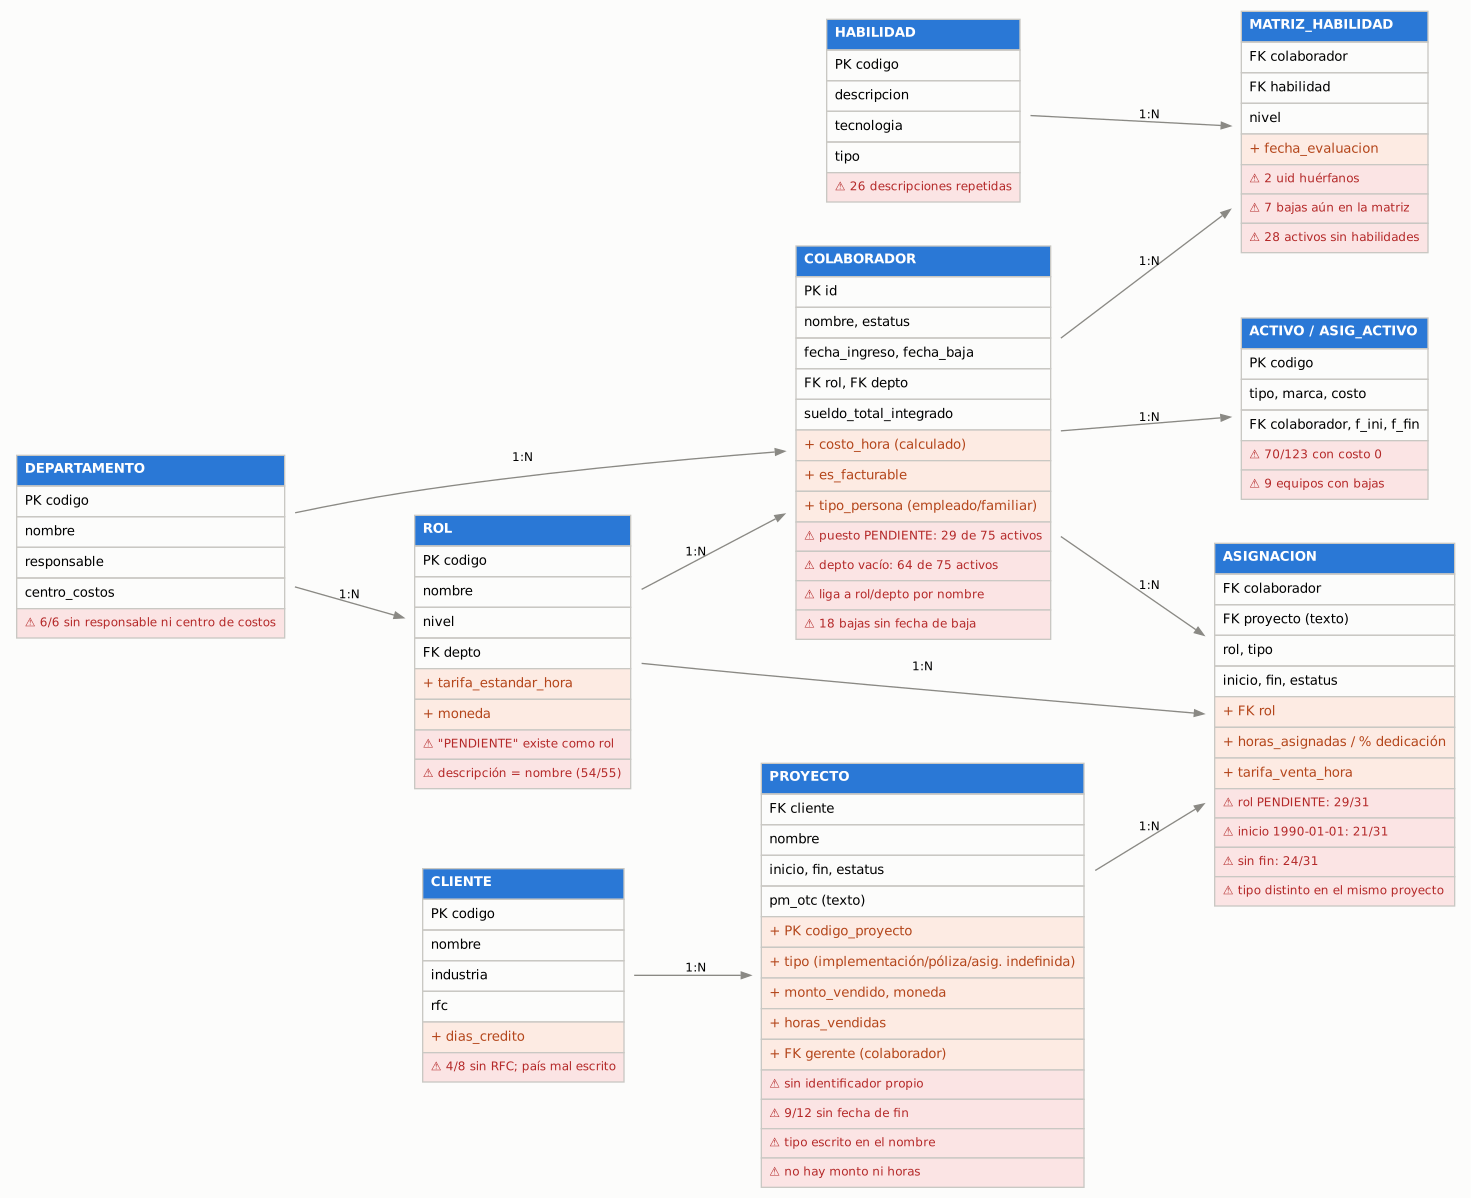 HABILIDAD
PK codigo
descripcion
tecnologia
tipo
⚠ 26 descripciones repetidas
1:N
MATRIZ_HABILIDAD
FK colaborador
FK habilidad
nivel
+ fecha_evaluacion
⚠ 2 uid huérfanos
⚠ 7 bajas aún en la matriz
⚠ 28 activos sin habilidades
COLABORADOR
PK id
nombre, estatus
fecha_ingreso, fecha_baja
FK rol, FK depto
sueldo_total_integrado
+ costo_hora (calculado)
+ es_facturable
+ tipo_persona (empleado/familiar)
⚠ puesto PENDIENTE: 29 de 75 activos
⚠ depto vacío: 64 de 75 activos
⚠ liga a rol/depto por nombre
⚠ 18 bajas sin fecha de baja
1:N
1:N
1:N
ACTIVO / ASIG_ACTIVO
PK codigo
tipo, marca, costo
FK colaborador, f_ini, f_fin
⚠ 70/123 con costo 0
⚠ 9 equipos con bajas
DEPARTAMENTO
PK codigo
nombre
responsable
centro_costos
⚠ 6/6 sin responsable ni centro de costos
1:N
1:N
ROL
PK codigo
nombre
nivel
FK depto
+ tarifa_estandar_hora
+ moneda
⚠ "PENDIENTE" existe como rol
⚠ descripción = nombre (54/55)
1:N
1:N
ASIGNACION
FK colaborador
FK proyecto (texto)
rol, tipo
inicio, fin, estatus
+ FK rol
+ horas_asignadas / % dedicación
+ tarifa_venta_hora
⚠ rol PENDIENTE: 29/31
⚠ inicio 1990-01-01: 21/31
⚠ sin fin: 24/31
⚠ tipo distinto en el mismo proyecto
CLIENTE
PK codigo
nombre
industria
rfc
+ dias_credito
⚠ 4/8 sin RFC; país mal escrito
1:N
PROYECTO
FK cliente
nombre
inicio, fin, estatus
pm_otc (texto)
+ PK codigo_proyecto
+ tipo (implementación/póliza/asig. indefinida)
+ monto_vendido, moneda
+ horas_vendidas
+ FK gerente (colaborador)
⚠ sin identificador propio
⚠ 9/12 sin fecha de fin
⚠ tipo escrito en el nombre
⚠ no hay monto ni horas
1:N